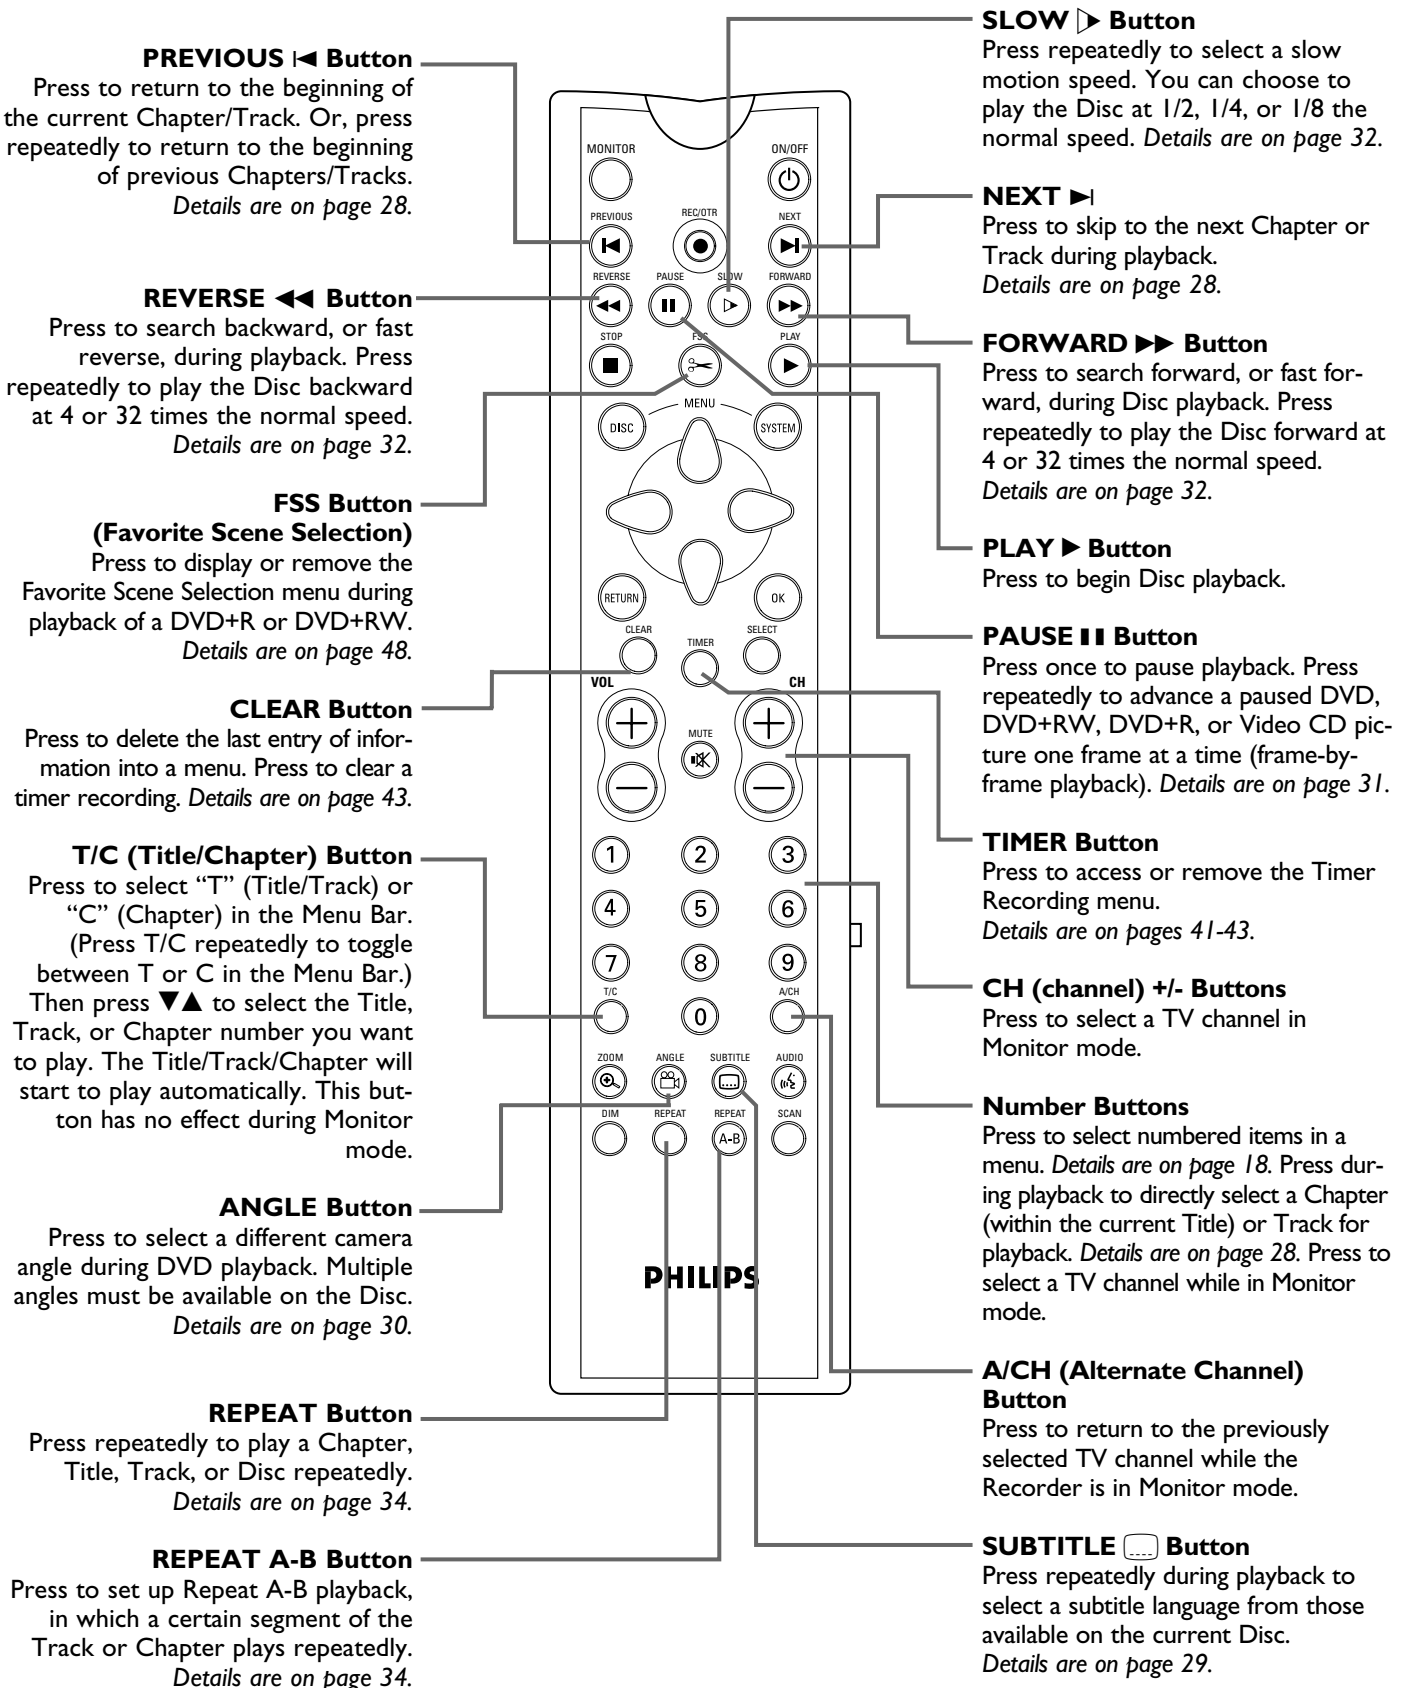 PREVIOUS Button
Press to return to the beginning of
the current Chapter/Track. Or, press
repeatedly to return to the beginning
of previous Chapters/Tracks.
Details are on page 28.
REVERSE ◀◀ Button
Press to search backward, or fast
reverse, during playback. Press
repeatedly to play the Disc backward
at 4 or 32 times the normal speed.
Details are on page 32.
FSS Button
(Favorite Scene Selection)
Press to display or remove the
Favorite Scene Selection menu during
playback of a DVD+R or DVD+RW.
Details are on page 48.
CLEAR Button
Press to delete the last entry of infor-
mation into a menu. Press to clear a
timer recording. Details are on page 43.
T/C (Title/Chapter) Button
Press to select “T” (Title/Track) or
“C” (Chapter) in the Menu Bar.
(Press T/C repeatedly to toggle
between T or C in the Menu Bar.)
Then press ▼▲ to select the Title,
Track, or Chapter number you want
to play. The Title/Track/Chapter will
start to play automatically. This but-
ton has no effect during Monitor
mode.
ANGLE Button
Press to select a different camera
angle during DVD playback. Multiple
angles must be available on the Disc.
Details are on page 30.
REPEAT Button
Press repeatedly to play a Chapter,
Title, Track, or Disc repeatedly.
Details are on page 34.
REPEAT A-B Button
Press to set up Repeat A-B playback,
in which a certain segment of the
Track or Chapter plays repeatedly.
Details are on page 34.
MONITOR ON/OFF
PREVIOUS REC/OTR NEXT
REVERSE PAUSE SLOW FORWARD
STOP FSS PLAY
DISC MENU SYSTEM
RETURN OK
CLEAR TIMER SELECT
VOL CH
MUTE
1 2 3
4 5 6
7 8 9
T/C 0 A/CH
ZOOM ANGLE SUBTITLE AUDIO
DIM REPEAT REPEAT SCAN
A-B
PHILIPS
SLOW Button
Press repeatedly to select a slow
motion speed. You can choose to
play the Disc at 1/2, 1/4, or 1/8 the
normal speed. Details are on page 32.
NEXT
Press to skip to the next Chapter or
Track during playback.
Details are on page 28.
FORWARD ▶▶ Button
Press to search forward, or fast for-
ward, during Disc playback. Press
repeatedly to play the Disc forward at
4 or 32 times the normal speed.
Details are on page 32.
PLAY ▶ Button
Press to begin Disc playback.
PAUSE ▮▮ Button
Press once to pause playback. Press
repeatedly to advance a paused DVD,
DVD+RW, DVD+R, or Video CD pic-
ture one frame at a time (frame-by-
frame playback). Details are on page 31.
TIMER Button
Press to access or remove the Timer
Recording menu.
Details are on pages 41-43.
CH (channel) +/- Buttons
Press to select a TV channel in
Monitor mode.
Number Buttons
Press to select numbered items in a
menu. Details are on page 18. Press dur-
ing playback to directly select a Chapter
(within the current Title) or Track for
playback. Details are on page 28. Press to
select a TV channel while in Monitor
mode.
A/CH (Alternate Channel)
Button
Press to return to the previously
selected TV channel while the
Recorder is in Monitor mode.
SUBTITLE Button
Press repeatedly during playback to
select a subtitle language from those
available on the current Disc.
Details are on page 29.